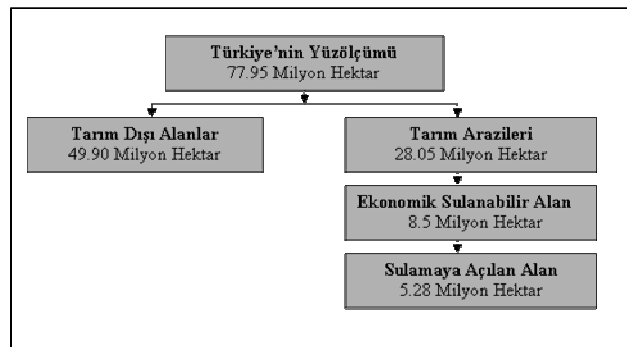 Türkiye'nin Yüzölçümü
77.95 Milyon Hektar
Tarım Dışı Alanlar
49.90 Milyon Hektar
Tarım Arazileri
28.05 Milyon Hektar
Ekonomik Sulanabilir Alan
8.5 Milyon Hektar
Sulamaya Açılan Alan
5.28 Milyon Hektar